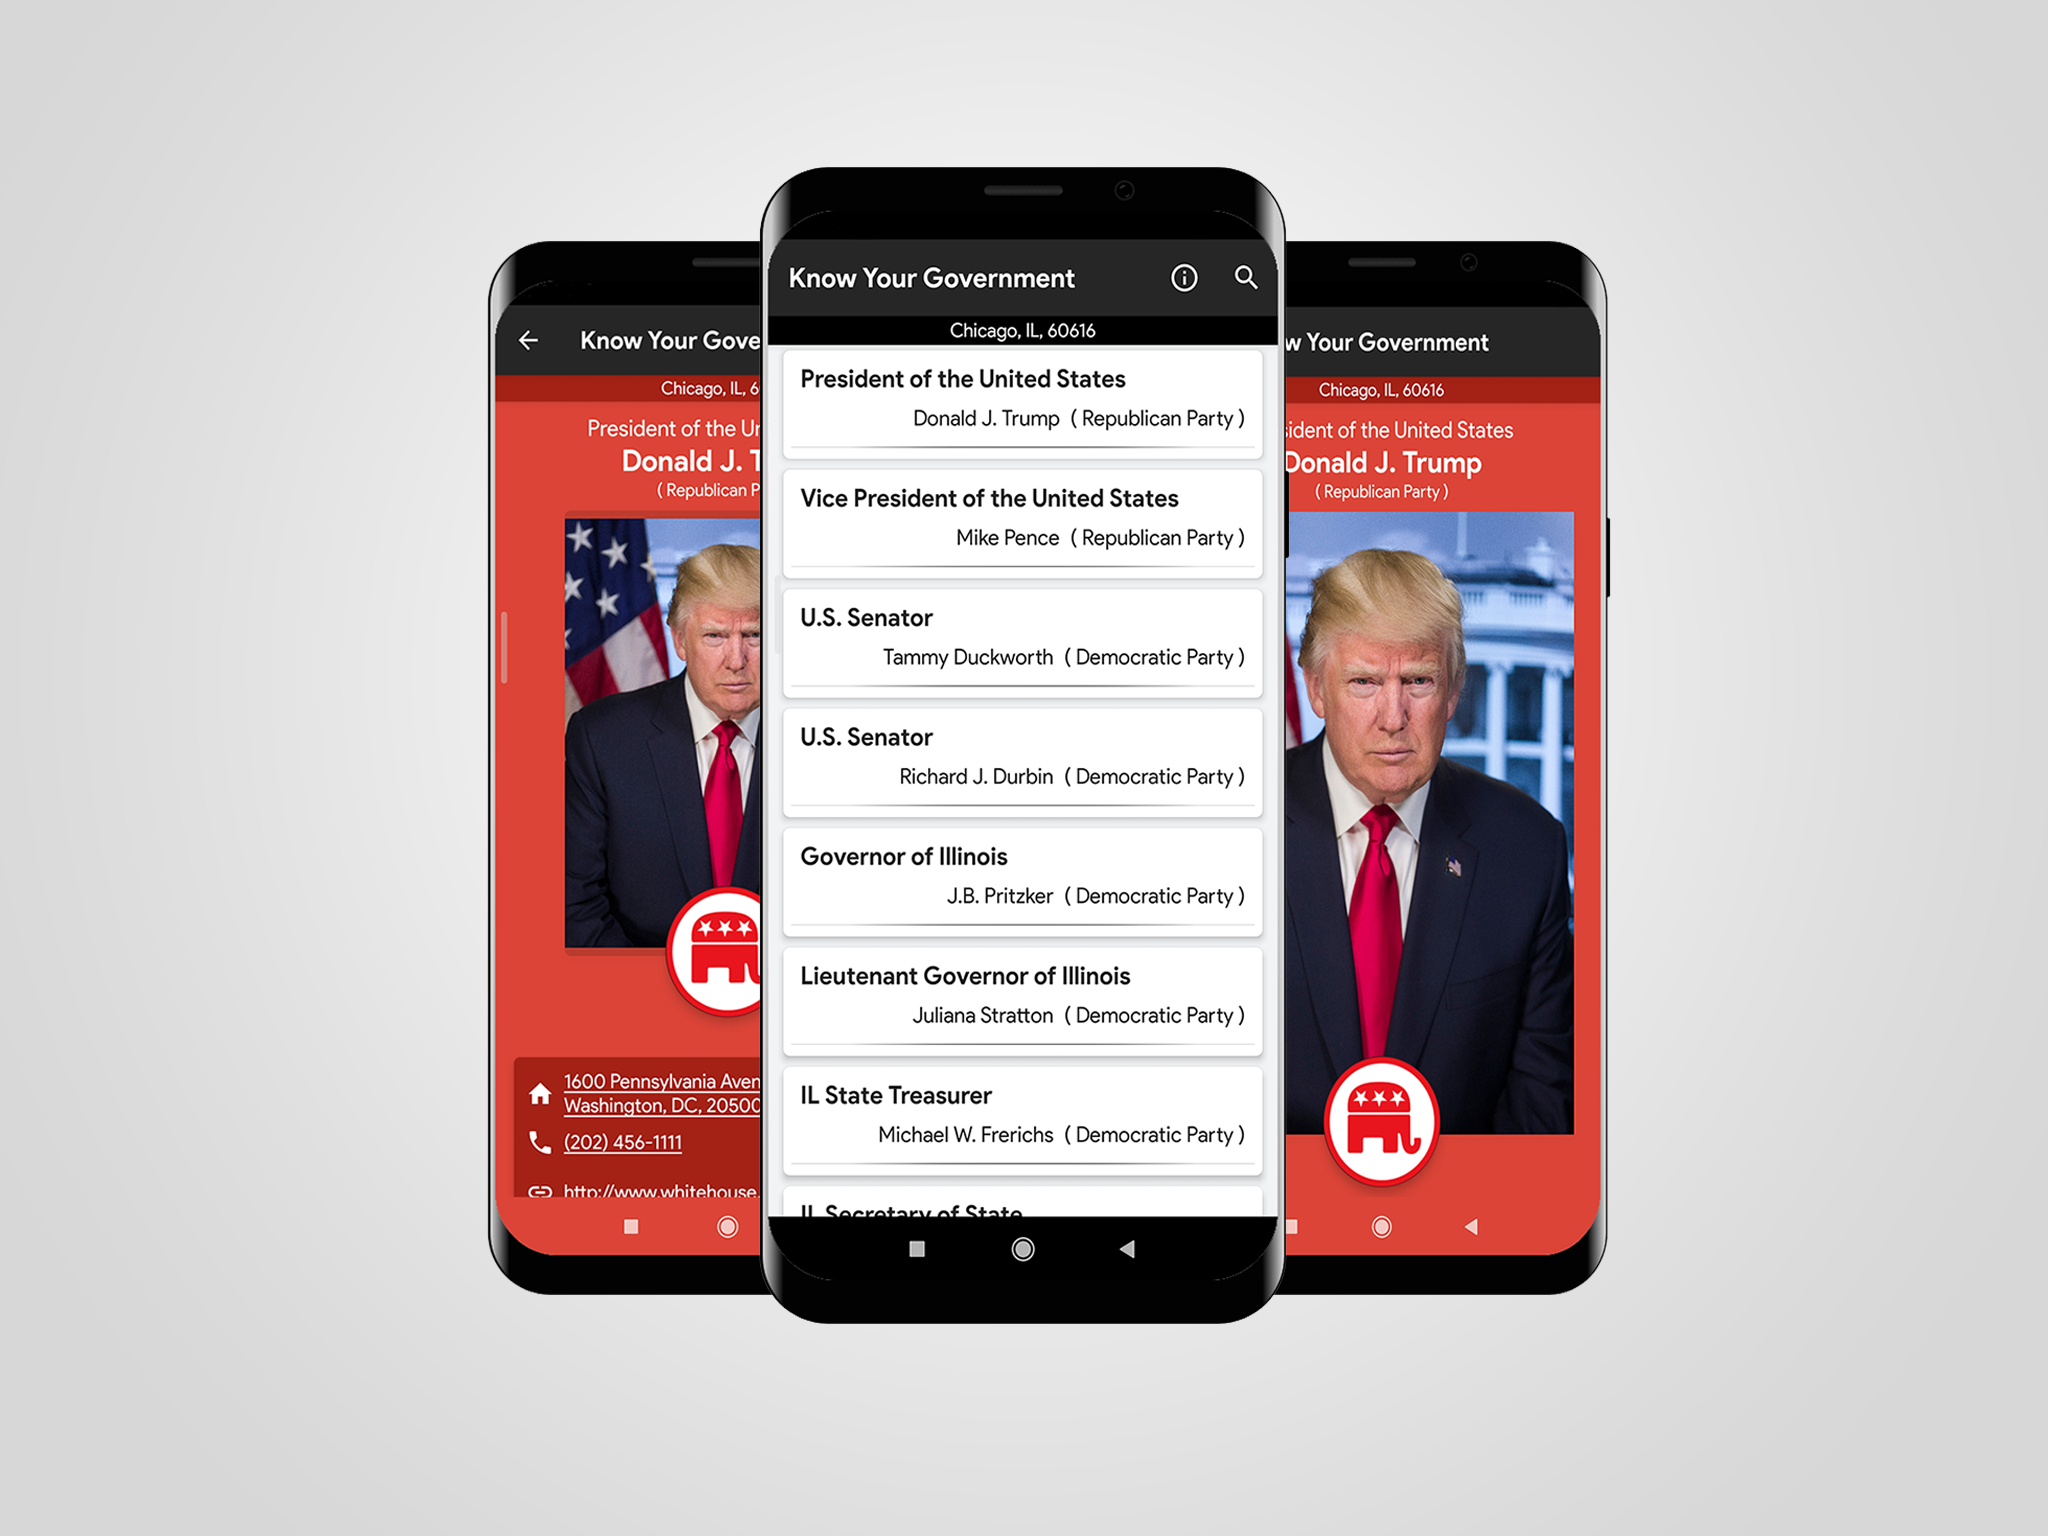 Know Your Gove
Chicago, IL, 6
President of the Ur
Donald J. T
( Republican P
1600 Pennsylvania Aven
Washington, DC, 20500
(202) 456-1111
http://www.whitehouse.
Know Your Government
Chicago, IL, 60616
President of the United States
Donald J. Trump ( Republican Party )
Vice President of the United States
Mike Pence ( Republican Party )
U.S. Senator
Tammy Duckworth ( Democratic Party )
U.S. Senator
Richard J. Durbin ( Democratic Party )
Governor of Illinois
J.B. Pritzker ( Democratic Party )
Lieutenant Governor of Illinois
Juliana Stratton ( Democratic Party )
IL State Treasurer
Michael W. Frerichs ( Democratic Party )
IL Secretary of State
w Your Government
Chicago, IL, 60616
ident of the United States
Donald J. Trump
( Republican Party )